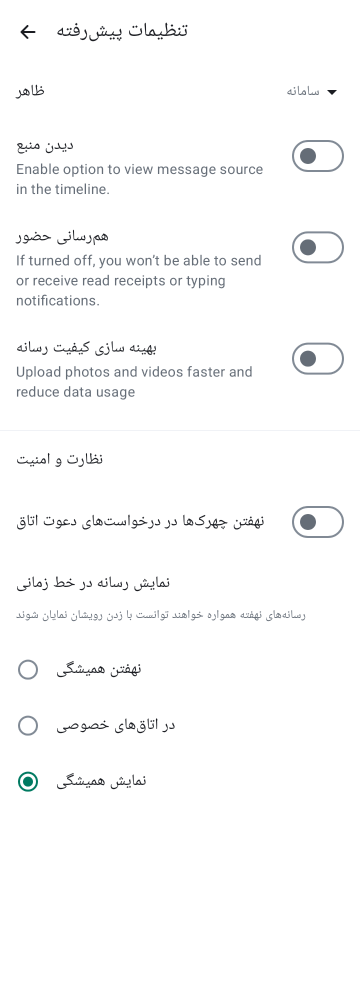 تنظیمات پیش‌رفته
ظاهر
سامانه
دیدن منبع
Enable option to view message source
in the timeline.
هم‌رسانی حضور
If turned off, you won’t be able to send
or receive read receipts or typing
notifications.
بهینه سازی کیفیت رسانه
Upload photos and videos faster and
reduce data usage
نظارت و امنیت
نهفتن چهرک‌ها در درخواست‌های دعوت اتاق
نمایش رسانه در خط زمانی
رسانه‌های نهفته همواره خواهند توانست با زدن رویشان نمایان شوند
نهفتن همیشگی
در اتاق‌های خصوصی
نمایش همیشگی